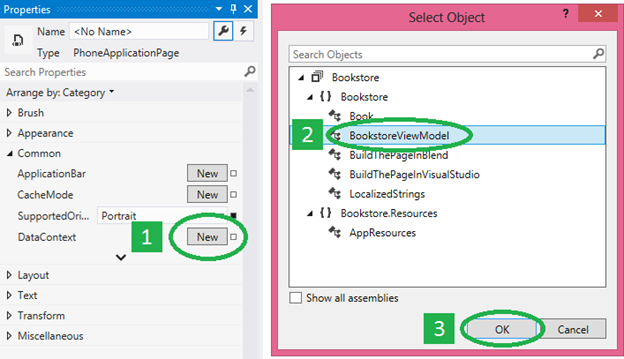 Properties
Name <No Name>
Type PhoneApplicationPage
Search Properties
Arrange by: Category
Brush
Appearance
Common
ApplicationBar New
CacheMode New
SupportedOri... Portrait
DataContext New
1
Layout
Text
Transform
Miscellaneous
Select Object
?
Search Objects
Bookstore
{ } Bookstore
Book
2 BookstoreViewModel
BuildThePageInBlend
BuildThePageInVisualStudio
LocalizedStrings
{ } Bookstore.Resources
AppResources
Show all assemblies
3 OK Cancel